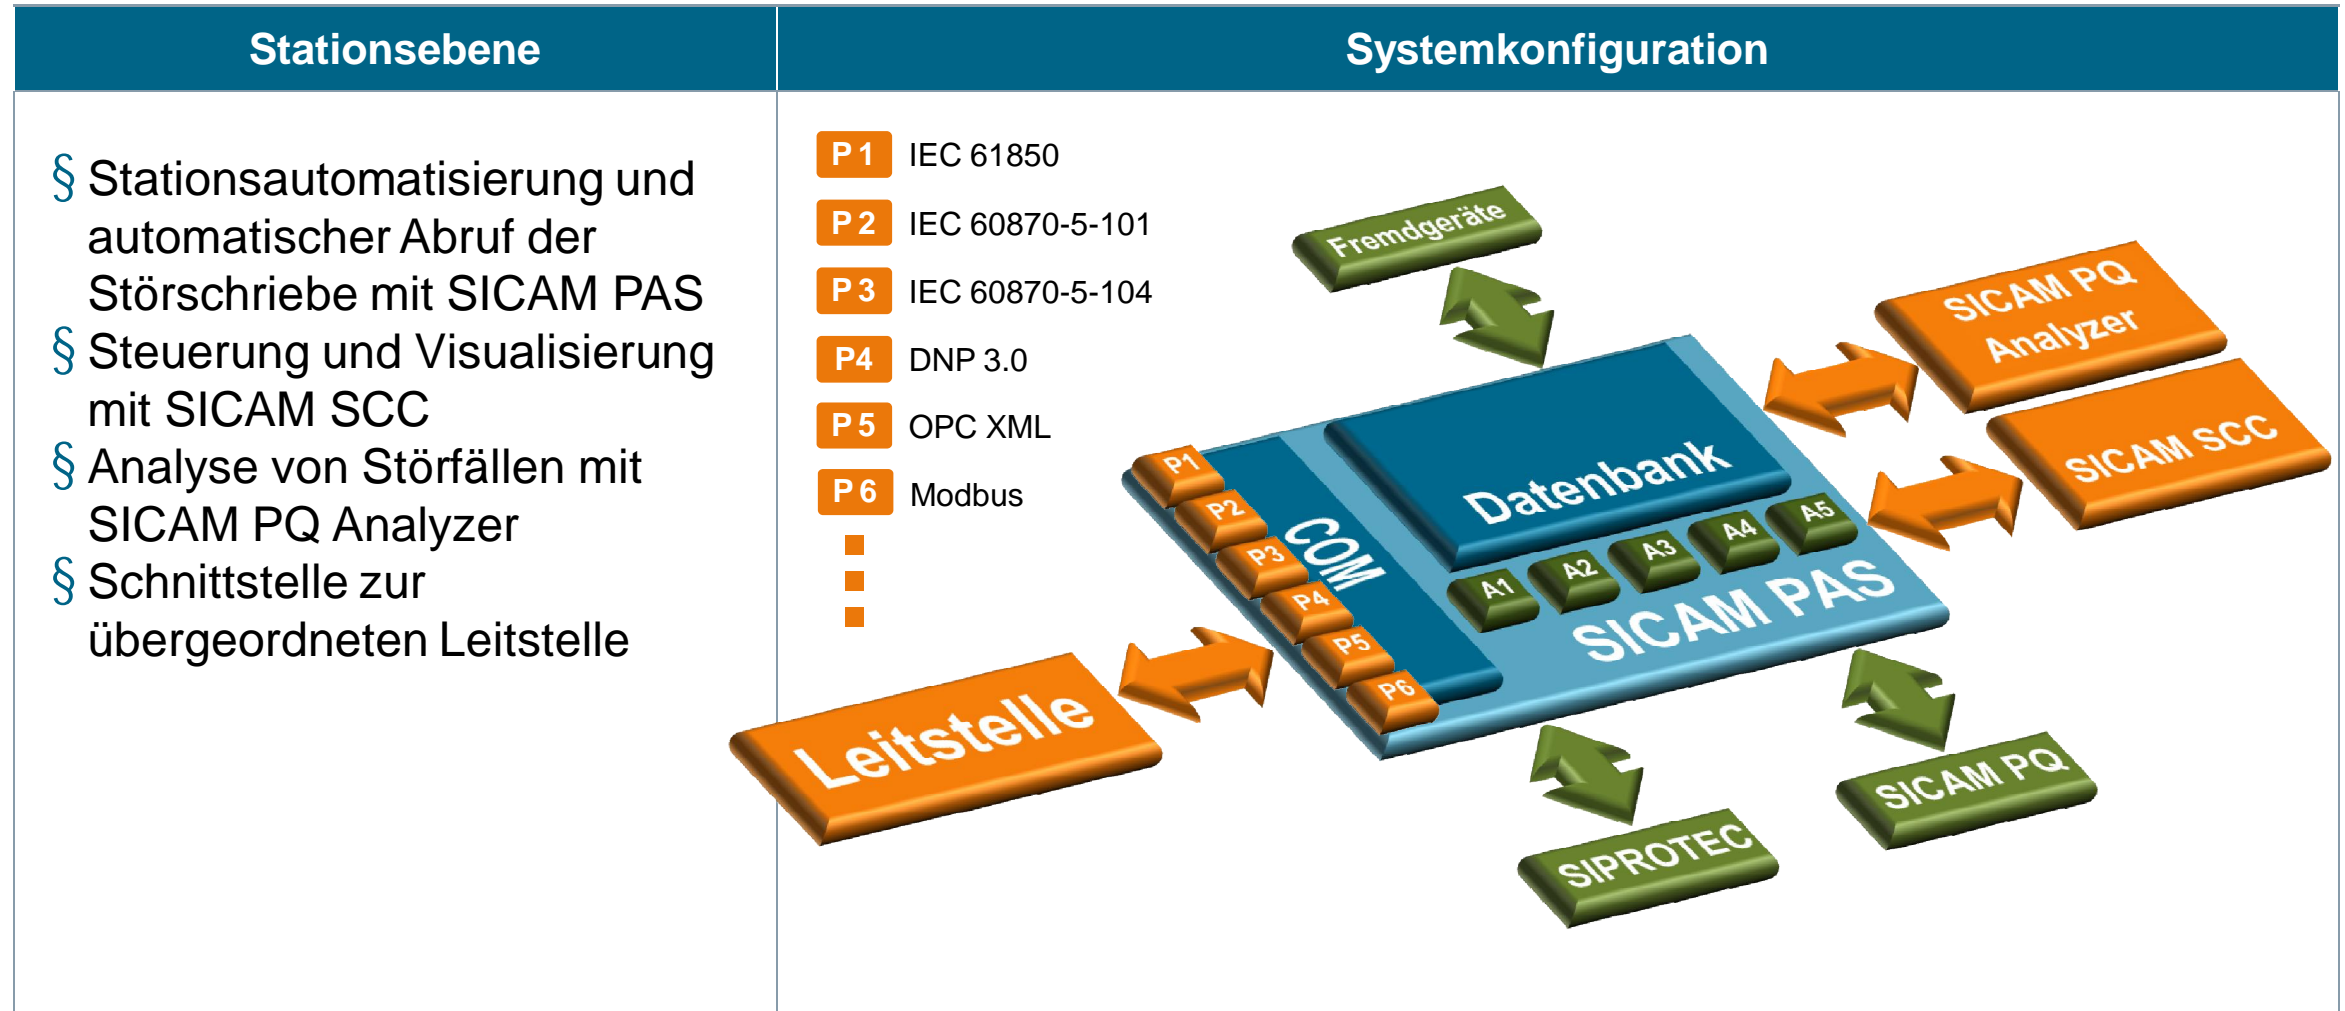 Stationsebene
Systemkonfiguration
§ Stationsautomatisierung und
automatischer Abruf der
Störschriebe mit SICAM PAS
§ Steuerung und Visualisierung
mit SICAM SCC
§ Analyse von Störfällen mit
SICAM PQ Analyzer
§ Schnittstelle zur
übergeordneten Leitstelle
P 1 IEC 61850
P 2 IEC 60870-5-101
P 3 IEC 60870-5-104
P4 DNP 3.0
P 5 OPC XML
P 6 Modbus
Fremdgeräte
SICAM PQ
Analyzer
SICAM SCC
Datenbank
COM
P1
P2
P3
P4
P5
P6
A1
A2
A3
A4
A5
SICAM PAS
Leitstelle
SICAM PQ
SIPROTEC